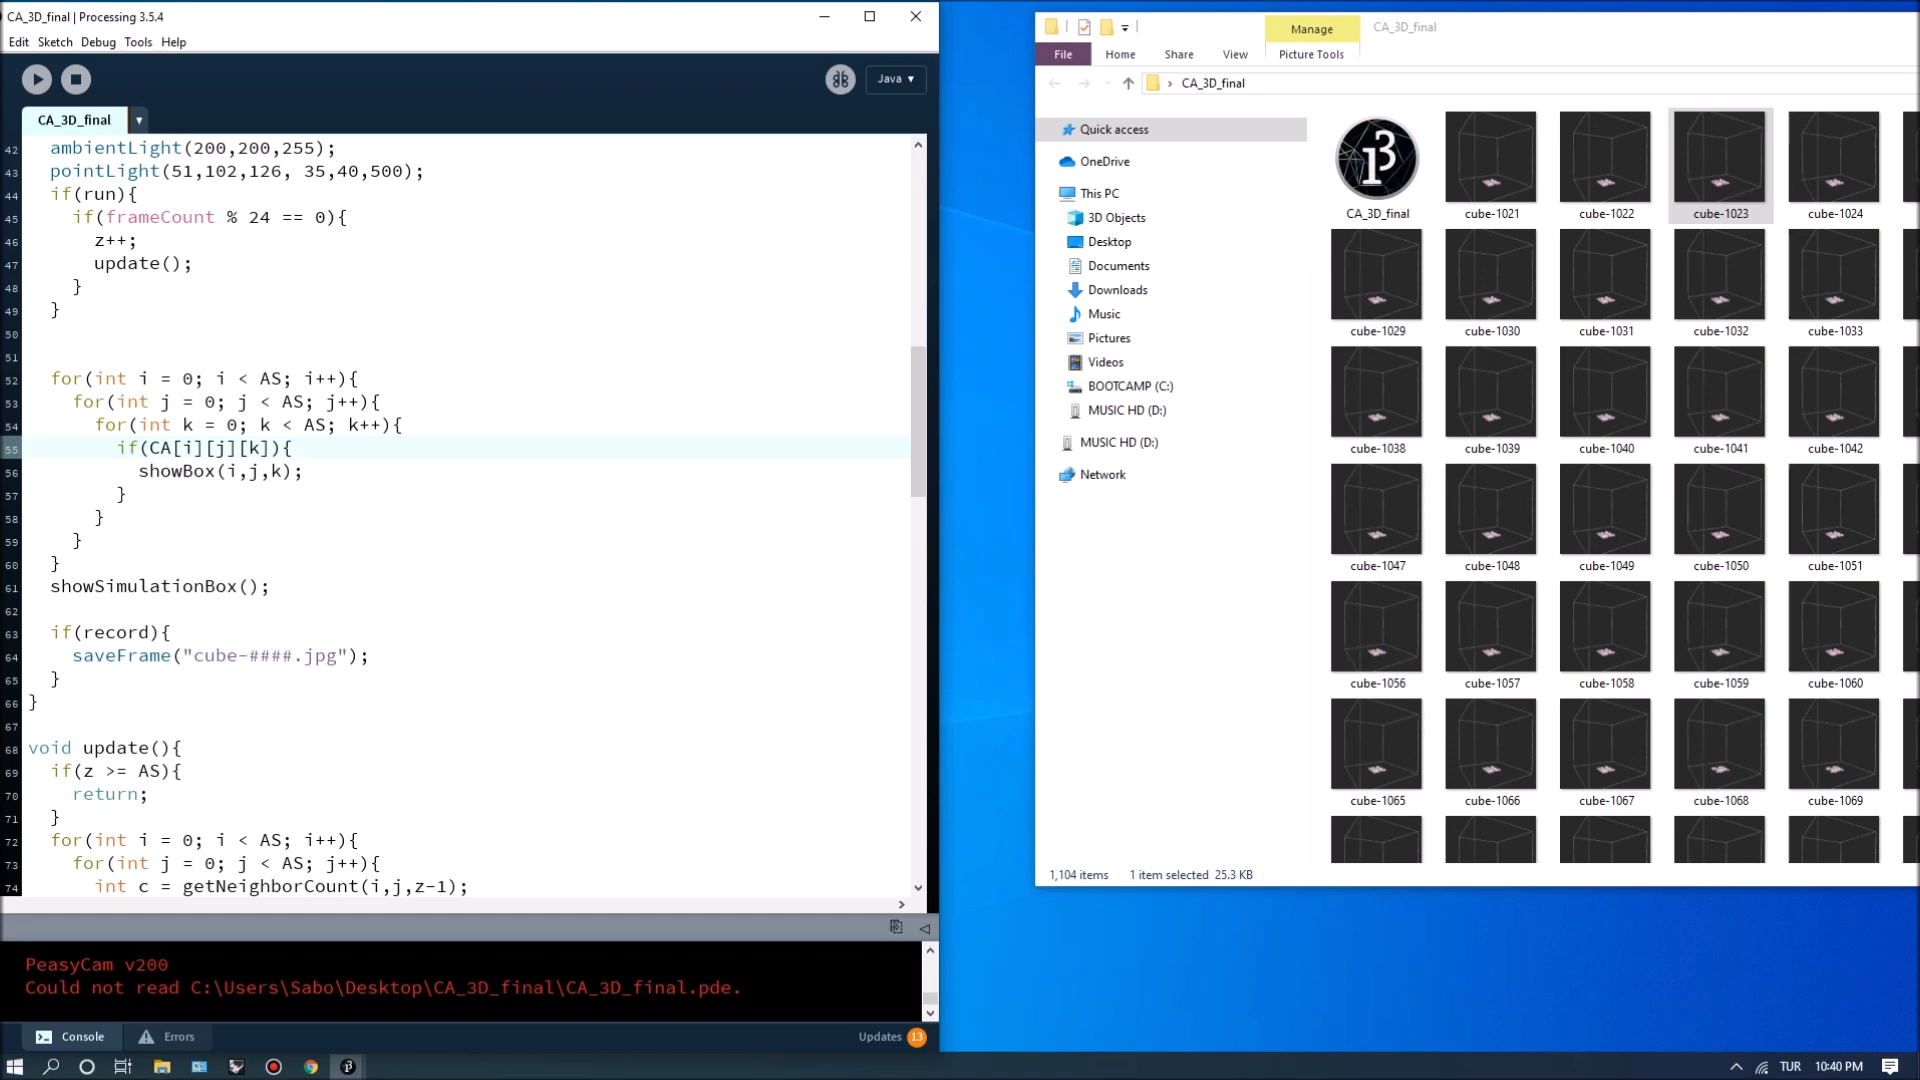 CA_3D_final | Processing 3.5.4
Edit Sketch Debug Tools Help
Java ▾
CA_3D_final ▾
42 ambientLight(200,200,255);
43 pointLight(51,102,126, 35,40,500);
44 if(run){
45 if(frameCount % 24 == 0){
46 z++;
47 update();
48 }
49 }
50
51
52 for(int i = 0; i < AS; i++){
53 for(int j = 0; j < AS; j++){
54 for(int k = 0; k < AS; k++){
55 if(CA[i][j][k]){
56 showBox(i,j,k);
57 }
58 }
59 }
60 }
61 showSimulationBox();
62
63 if(record){
64 saveFrame("cube-####.jpg");
65 }
66 }
67
68 void update(){
69 if(z >= AS){
70 return;
71 }
72 for(int i = 0; i < AS; i++){
73 for(int j = 0; j < AS; j++){
74 int c = getNeighborCount(i,j,z-1);
PeasyCam v200
Could not read C:\Users\Sabo\Desktop\CA_3D_final\CA_3D_final.pde.
Console Errors Updates 13
Manage CA_3D_final
File Home Share View Picture Tools
CA_3D_final
Quick access
OneDrive
This PC
3D Objects
Desktop
Documents
Downloads
Music
Pictures
Videos
BOOTCAMP (C:)
MUSIC HD (D:)
MUSIC HD (D:)
Network
CA_3D_final cube-1021 cube-1022 cube-1023 cube-1024
cube-1029 cube-1030 cube-1031 cube-1032 cube-1033
cube-1038 cube-1039 cube-1040 cube-1041 cube-1042
cube-1047 cube-1048 cube-1049 cube-1050 cube-1051
cube-1056 cube-1057 cube-1058 cube-1059 cube-1060
cube-1065 cube-1066 cube-1067 cube-1068 cube-1069
1,104 items 1 item selected 25.3 KB
TUR 10:40 PM